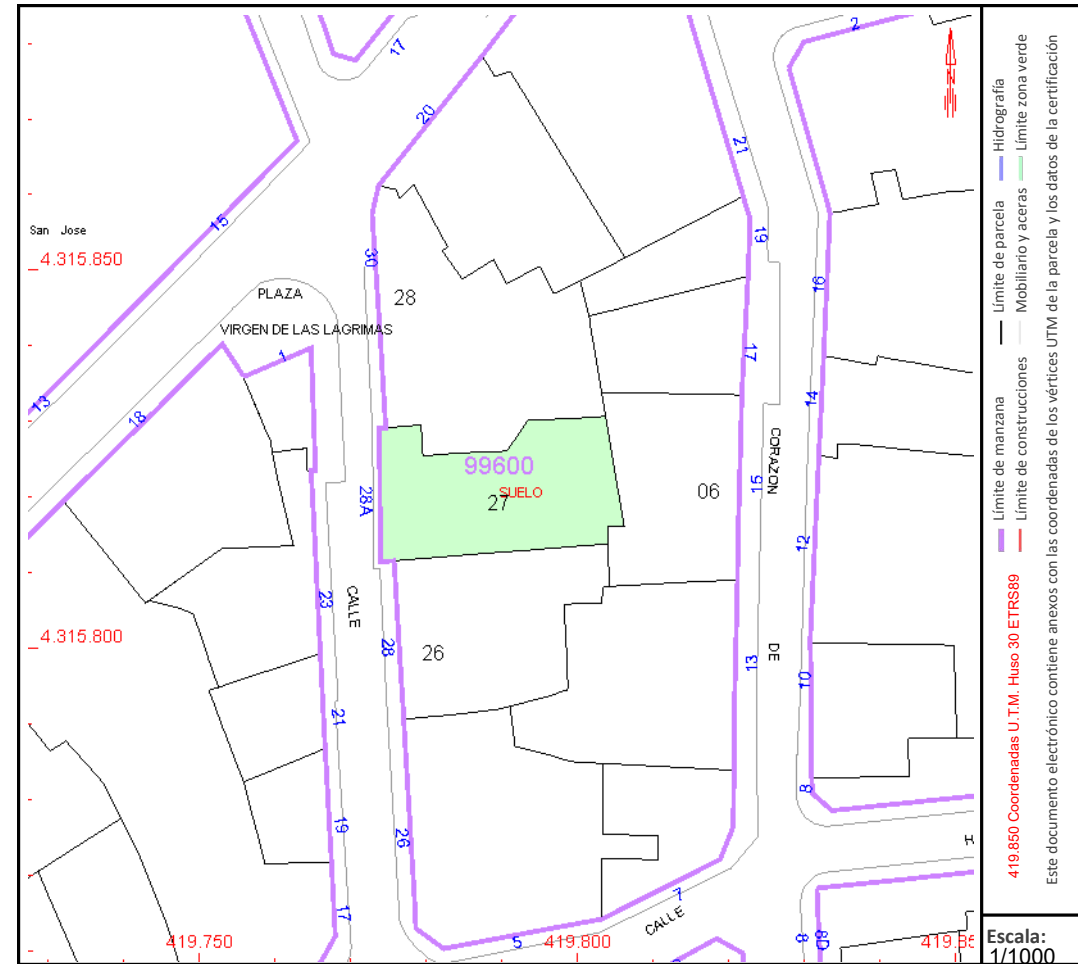 2
17
20
21
15
San Jose
4.315.850
19
30
16
PLAZA
28
VIRGEN DE LAS LAGRIMAS
1
17
14
13
18
CORAZON
99600
SUELO
27
28A
15
06
12
23
CALLE
4.315.800
28
26
13
DE
10
21
8
19
26
H
17
7
CALLE
419.750
5
419.800
8
8D
419.85
N
Límite de manzana
Límite de parcela
Hidrografía
Límite de construcciones
Mobiliario y aceras
Límite zona verde
419.850 Coordenadas U.T.M. Huso 30 ETRS89
Este documento electrónico contiene anexos con las coordenadas de los vértices UTM de la parcela y los datos de la certificación
Escala:
1/1000